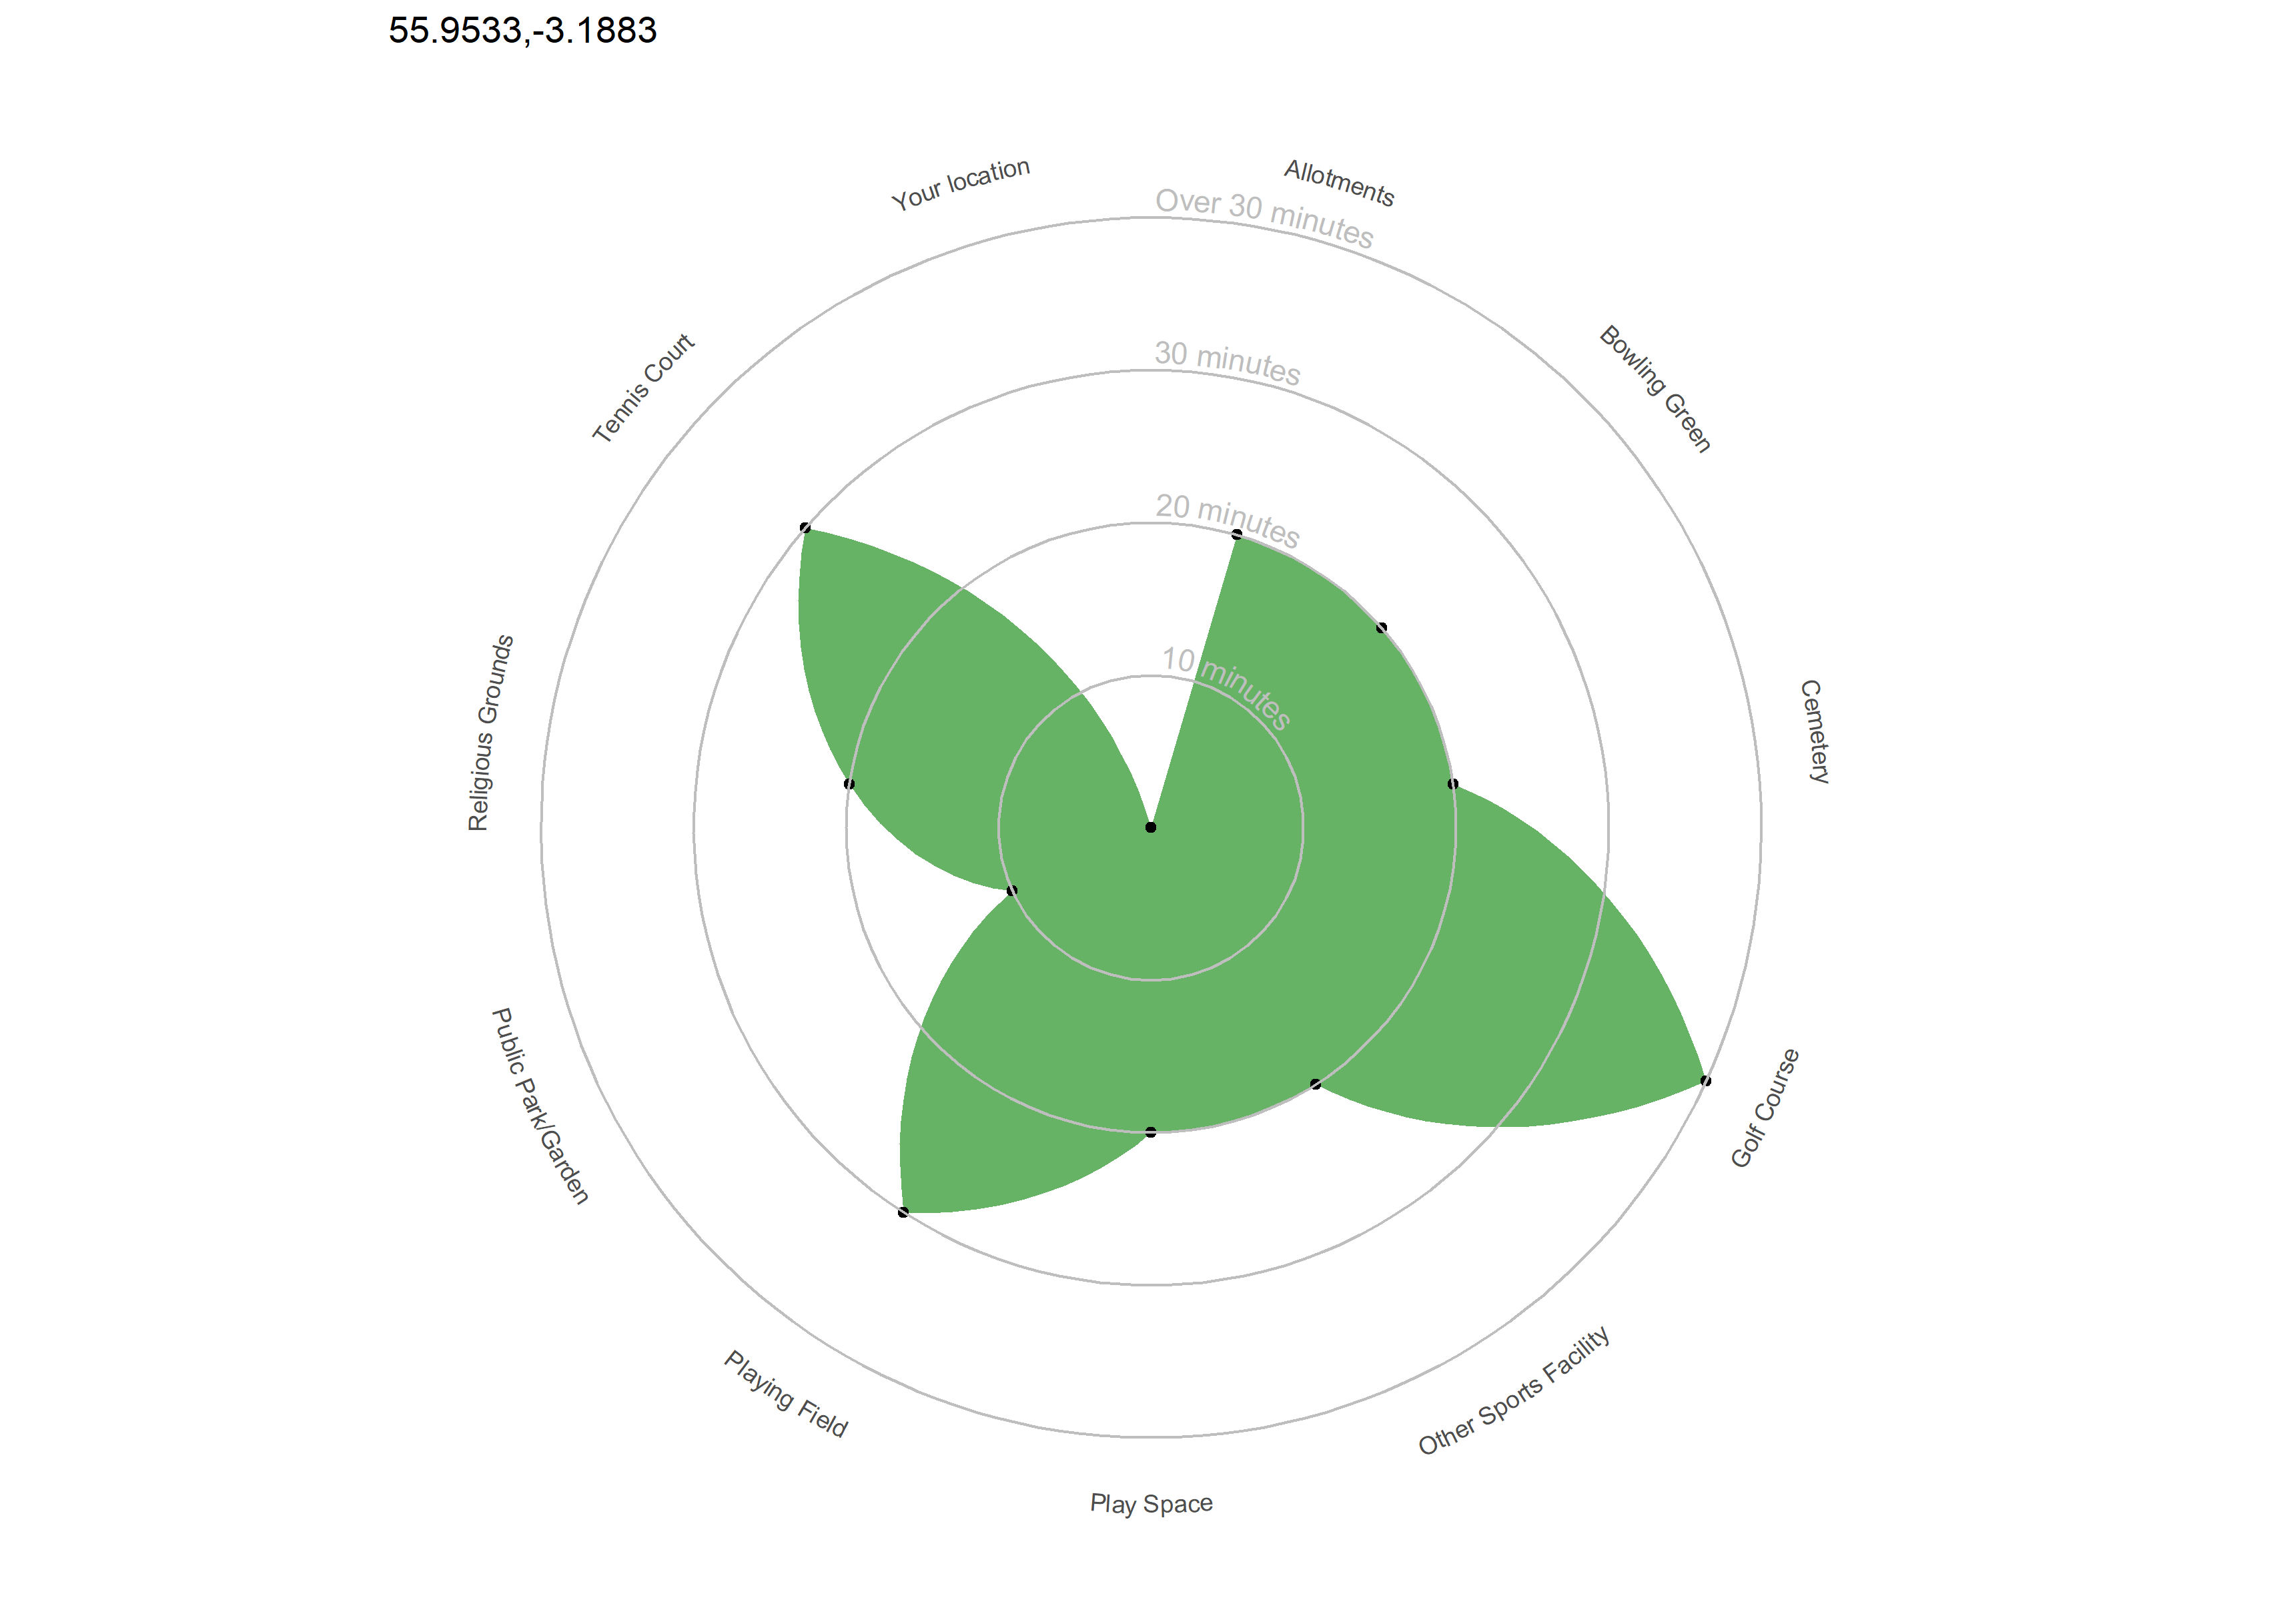 55.9533,-3.1883
Your location
Allotments
Over 30 minutes
Tennis Court
Bowling Green
30 minutes
20 minutes
10 minutes
Religious Grounds
Cemetery
Public Park/Garden
Golf Course
Playing Field
Other Sports Facility
Play Space